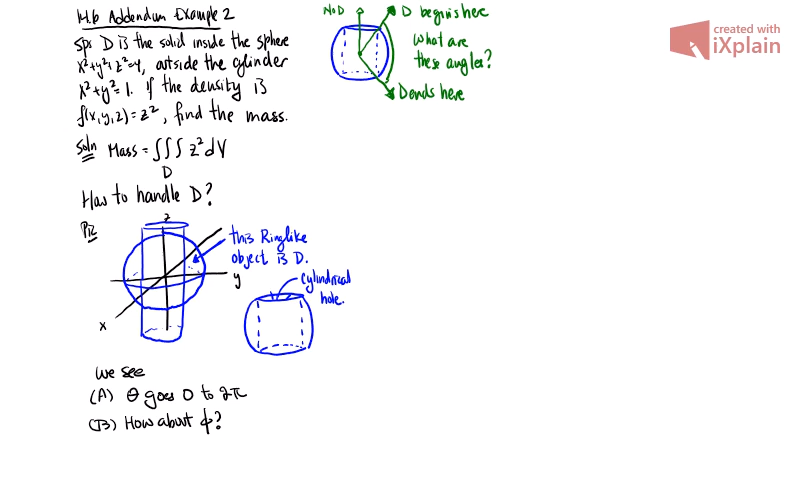 14.6 Addendum Example 2
Sps D is the solid inside the sphere
x²+y²+z²=4, outside the cylinder
x²+y²=1. If the density is
f(x,y,z)=z², find the mass.
Soln Mass = ∫∫∫ z² dV
D
How to handle D?
Pic
z
y
x
this Ringlike
object is D.
cylindrical
hole.
we see
(A) θ goes 0 to 2π
(B) How about φ?
No D
D begins here
What are
these angles?
D ends here
created with
iXplain